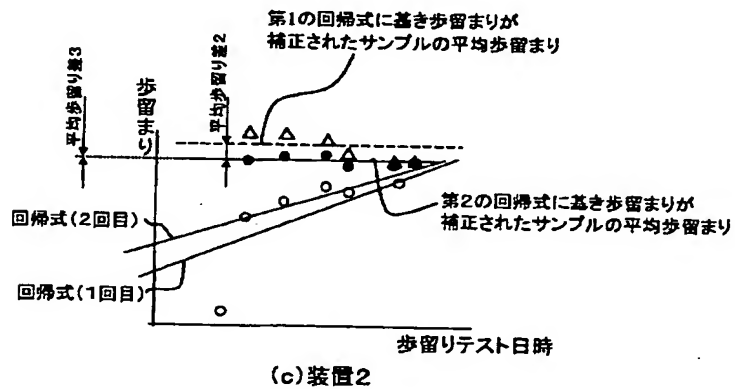 第1の回帰式に基き歩留まりが
補正されたサンプルの平均歩留まり
平均歩留り差3
歩留まり
平均歩留り差2
第2の回帰式に基き歩留まりが
補正されたサンプルの平均歩留まり
回帰式(2回目)
回帰式(1回目)
歩留りテスト日時
(c)装置2